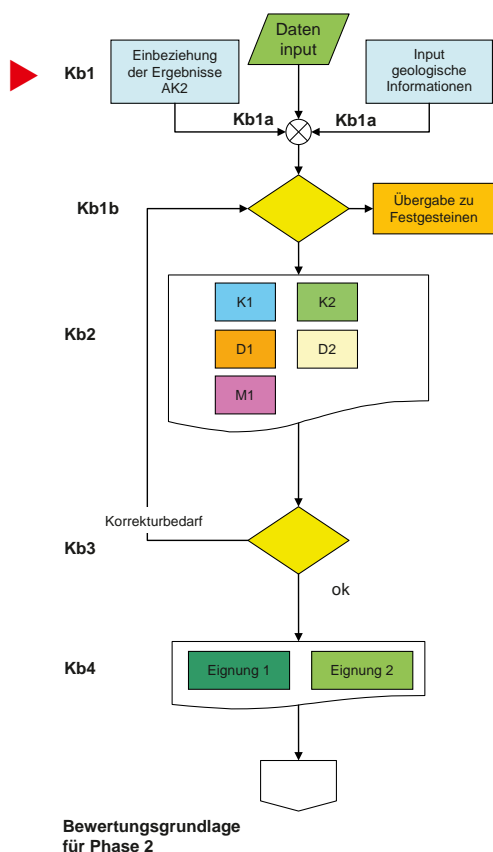 Daten
input
Kb1
Einbeziehung
der Ergebnisse
AK2
Input
geologische
Informationen
Kb1a
Kb1a
Kb1b
Übergabe zu
Festgesteinen
Kb2
K1
K2
D1
D2
M1
Korrekturbedarf
Kb3
ok
Kb4
Eignung 1
Eignung 2
Bewertungsgrundlage
für Phase 2